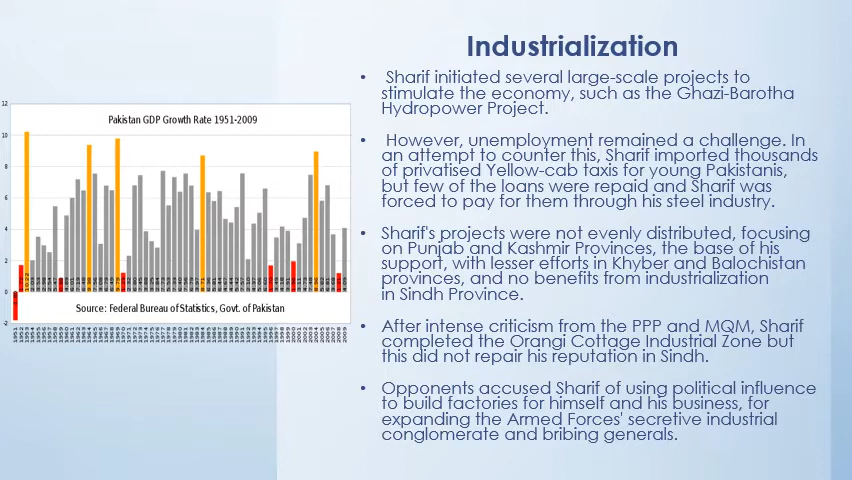 Industrialization
• Sharif initiated several large-scale projects to
stimulate the economy, such as the Ghazi-Barotha
Hydropower Project.
• However, unemployment remained a challenge. In
an attempt to counter this, Sharif imported thousands
of privatised Yellow-cab taxis for young Pakistanis,
but few of the loans were repaid and Sharif was
forced to pay for them through his steel industry.
• Sharif's projects were not evenly distributed, focusing
on Punjab and Kashmir Provinces, the base of his
support, with lesser efforts in Khyber and Balochistan
provinces, and no benefits from industrialization
in Sindh Province.
• After intense criticism from the PPP and MQM, Sharif
completed the Orangi Cottage Industrial Zone but
this did not repair his reputation in Sindh.
• Opponents accused Sharif of using political influence
to build factories for himself and his business, for
expanding the Armed Forces' secretive industrial
conglomerate and bribing generals.
Pakistan GDP Growth Rate 1951-2009
12
10
8
6
4
2
0
-2
Source: Federal Bureau of Statistics, Govt. of Pakistan